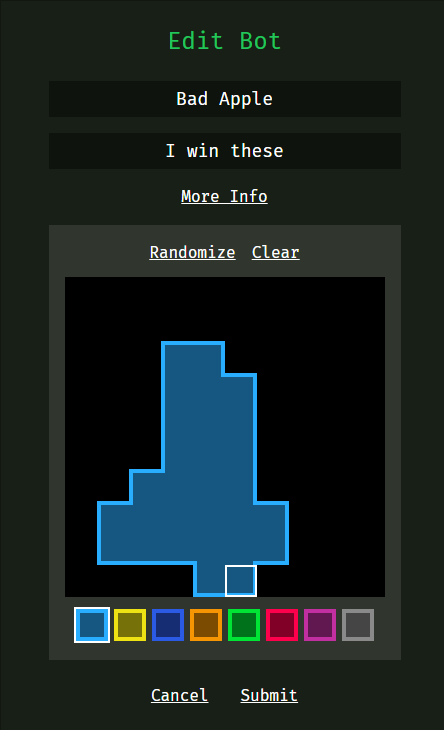 Edit Bot
Bad Apple
I win these
More Info
Randomize Clear
Cancel Submit